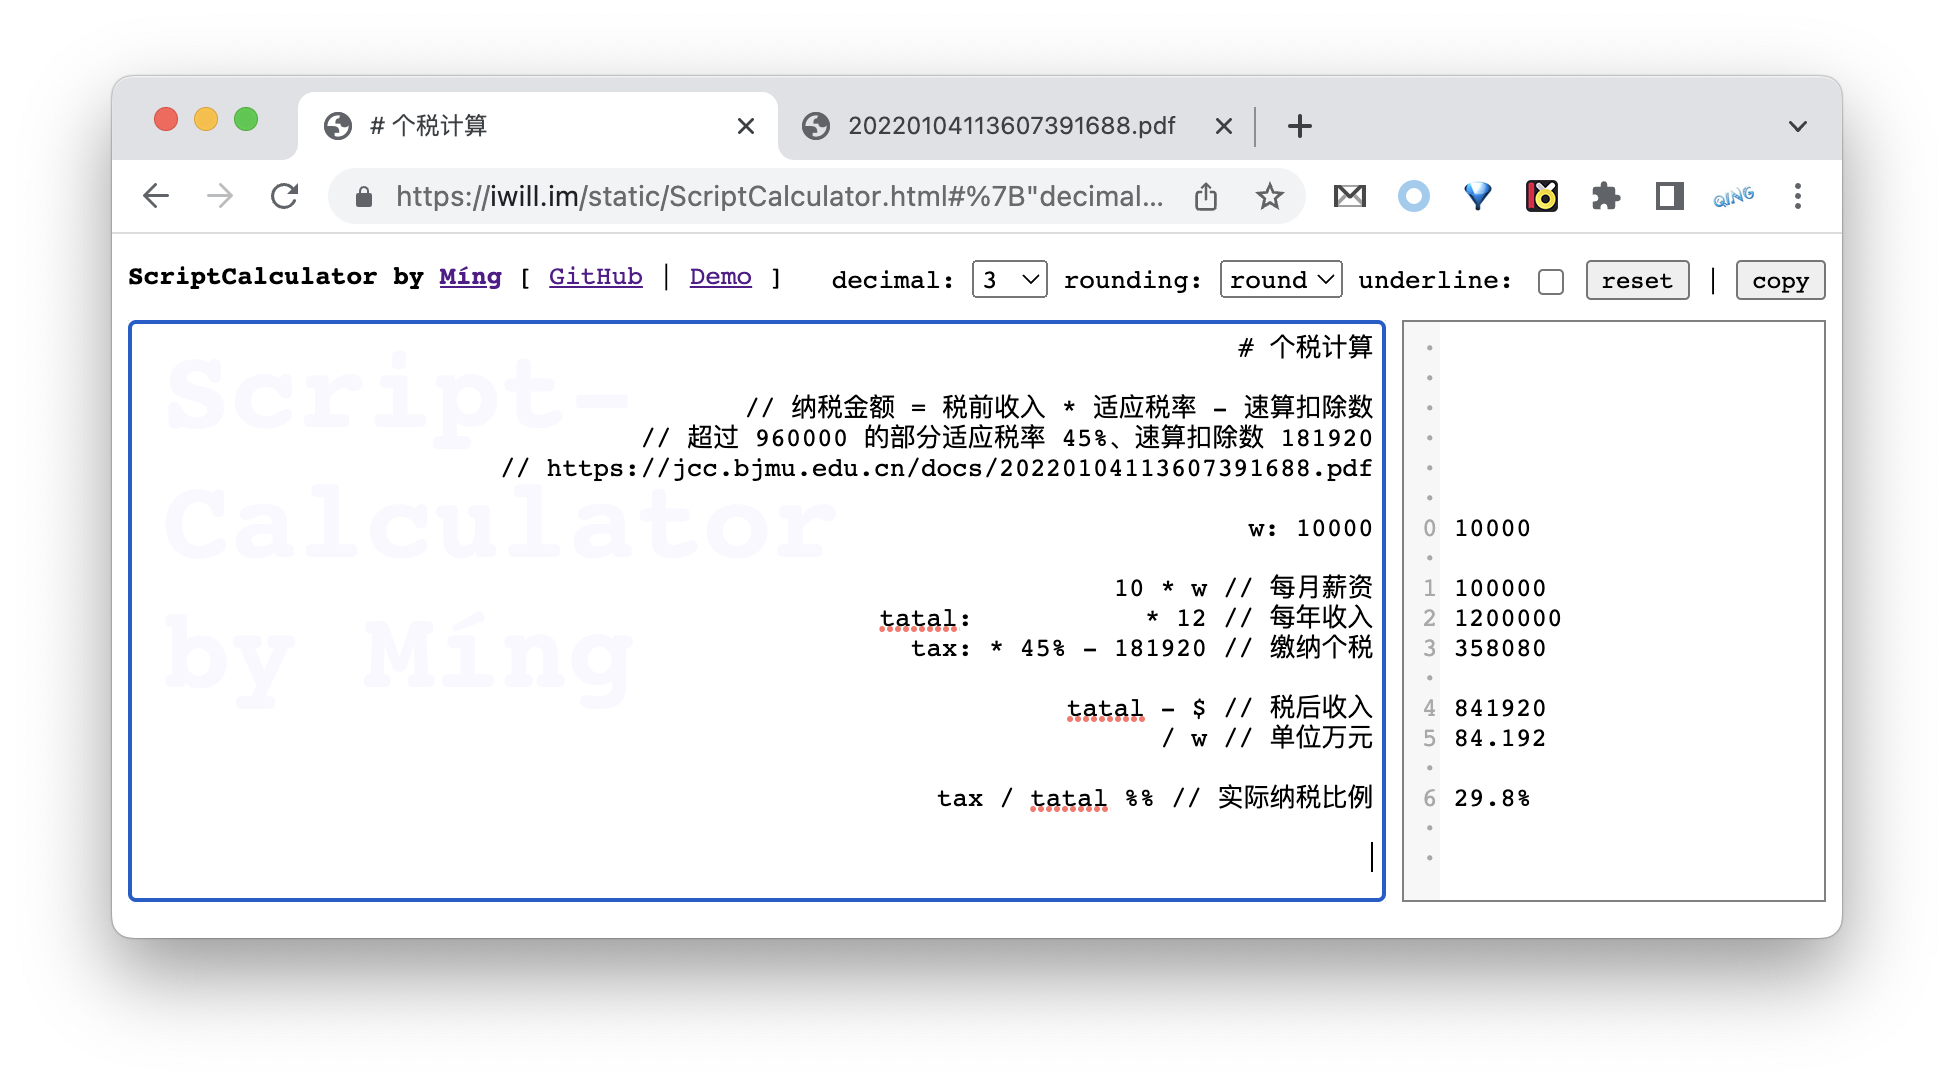 # 个税计算
20220104113607391688.pdf
https://iwill.im/static/ScriptCalculator.html#%7B"decimal...
QING
ScriptCalculator by Míng [ GitHub | Demo ] decimal: 3 rounding: round underline: reset | copy
Script-
Calculator
by Míng
# 个税计算
// 纳税金额 = 税前收入 * 适应税率 - 速算扣除数
// 超过 960000 的部分适应税率 45%、速算扣除数 181920
// https://jcc.bjmu.edu.cn/docs/20220104113607391688.pdf
w: 10000 0 10000
10 * w // 每月薪资 1 100000
tatal: * 12 // 每年收入 2 1200000
tax: * 45% - 181920 // 缴纳个税 3 358080
tatal - $ // 税后收入 4 841920
/ w // 单位万元 5 84.192
tax / tatal %% // 实际纳税比例 6 29.8%